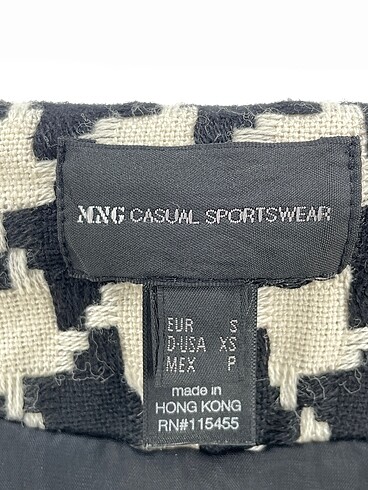 MNG CASUAL SPORTSWEAR
EUR S
D·USA XS
MEX P
made in
HONG KONG
RN#115455